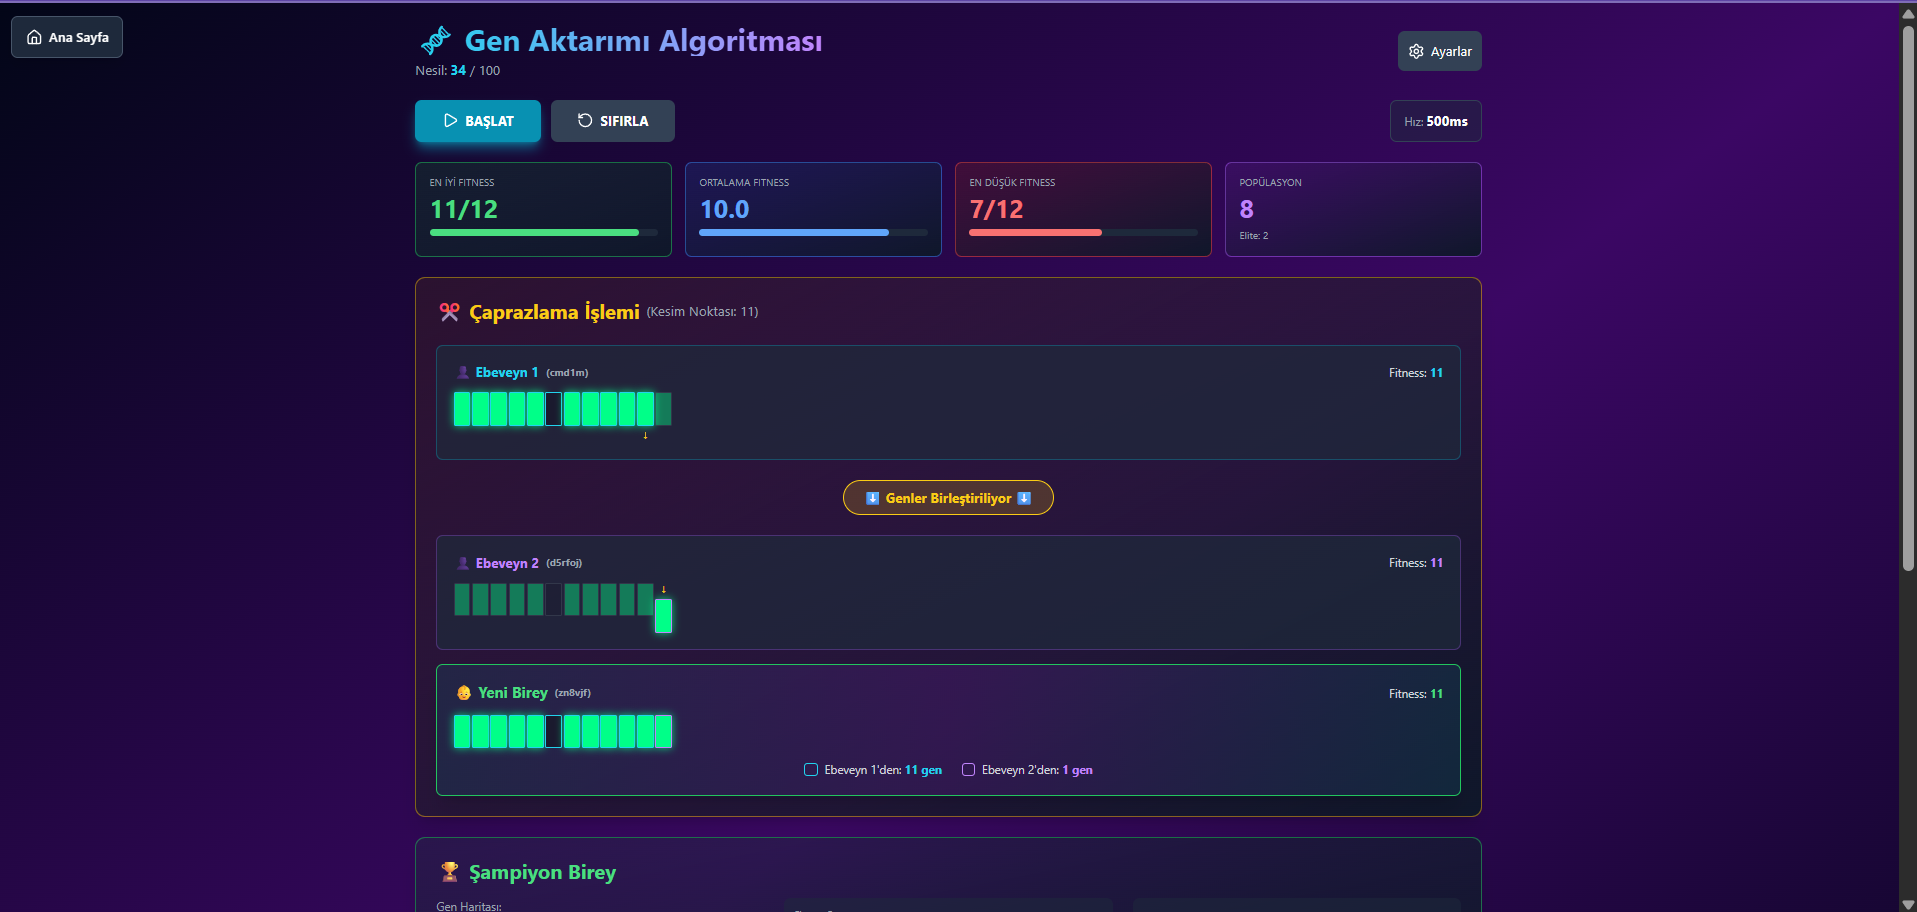 Ana Sayfa
Gen Aktarımı Algoritması
Nesil: 34 / 100
Ayarlar
BAŞLAT
SIFIRLA
Hız: 500ms
EN İYİ FITNESS
11/12
ORTALAMA FITNESS
10.0
EN DÜŞÜK FITNESS
7/12
POPÜLASYON
8
Elite: 2
Çaprazlama İşlemi (Kesim Noktası: 11)
Ebeveyn 1 (cmd1m)
Fitness: 11
↓
⬇ Genler Birleştiriliyor ⬇
Ebeveyn 2 (d5rfoj)
Fitness: 11
↓
Yeni Birey (zn8vjf)
Fitness: 11
Ebeveyn 1'den: 11 gen
Ebeveyn 2'den: 1 gen
Şampiyon Birey
Gen Haritası: